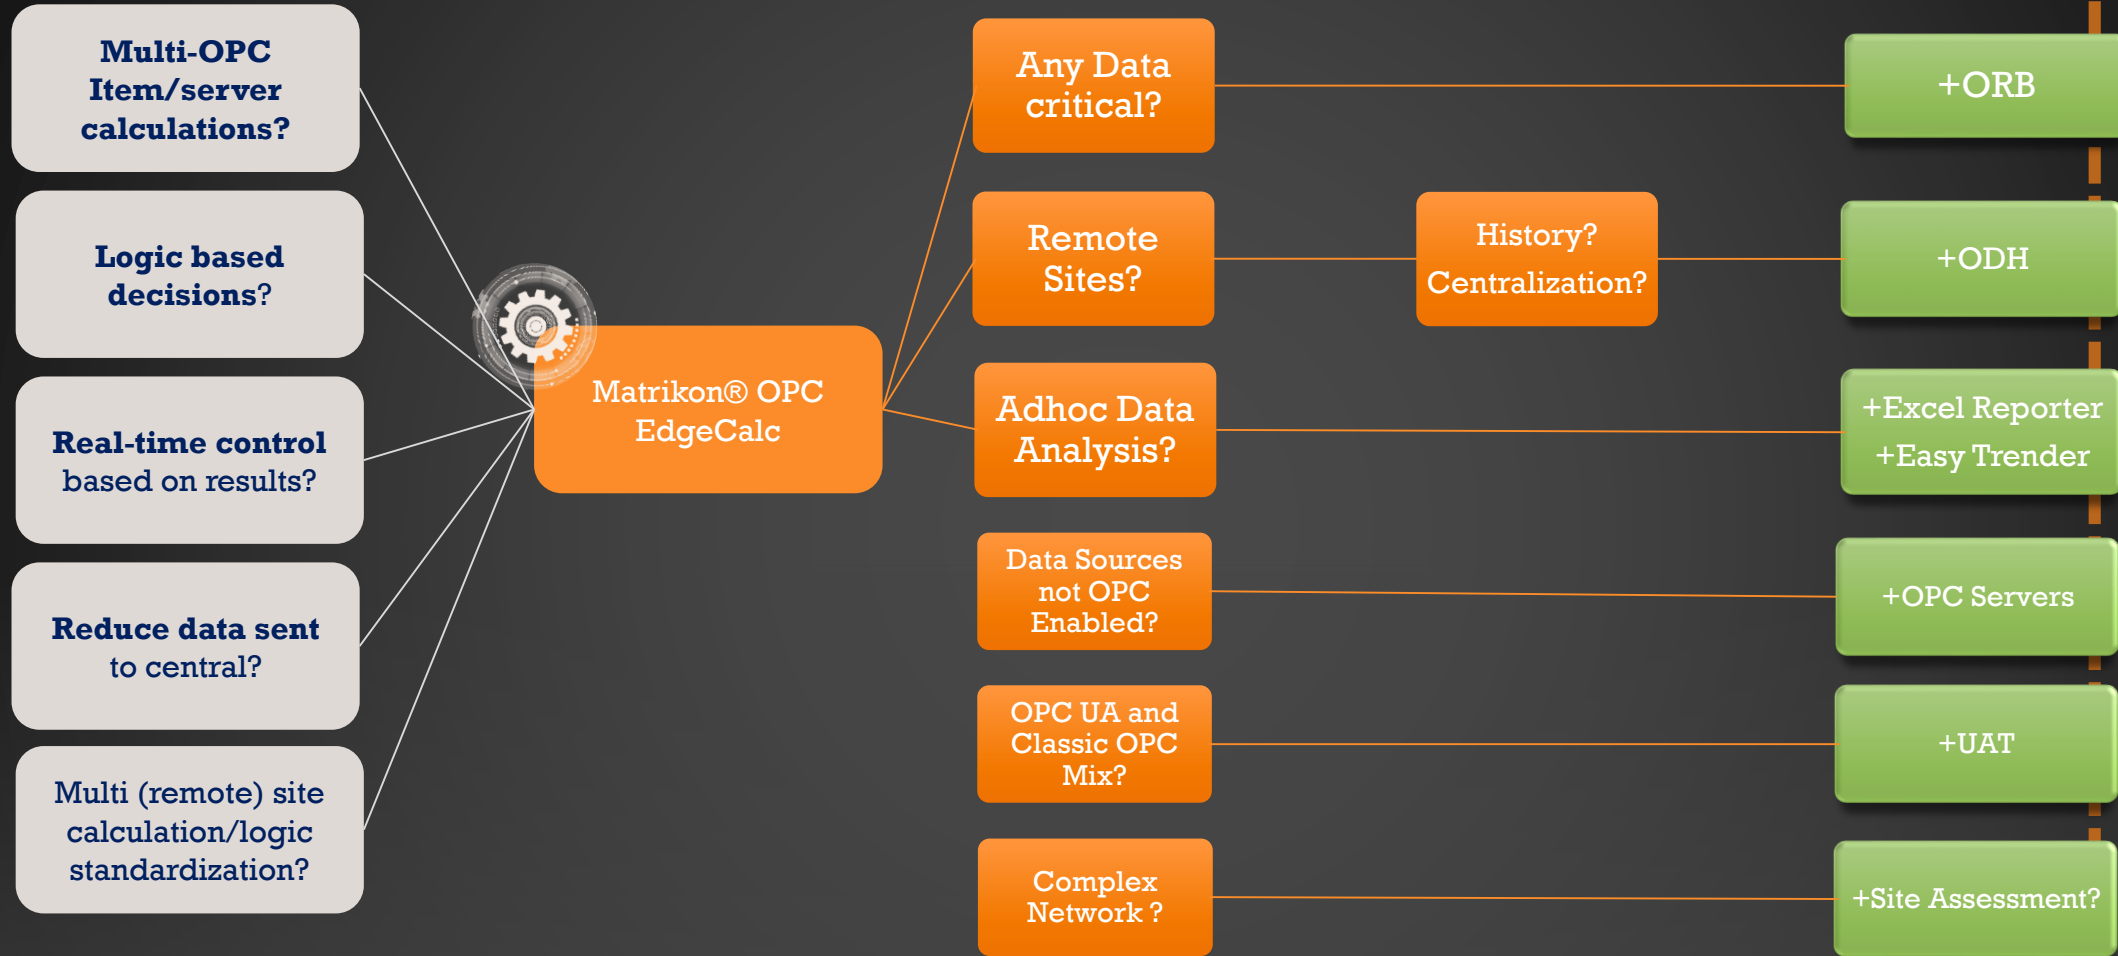 Multi-OPC
Item/server
calculations?
Logic based
decisions?
Real-time control
based on results?
Reduce data sent
to central?
Multi (remote) site
calculation/logic
standardization?
Matrikon® OPC
EdgeCalc
Any Data
critical?
Remote
Sites?
Adhoc Data
Analysis?
Data Sources
not OPC
Enabled?
OPC UA and
Classic OPC
Mix?
Complex
Network ?
History?
Centralization?
+ORB
+ODH
+Excel Reporter
+Easy Trender
+OPC Servers
+UAT
+Site Assessment?